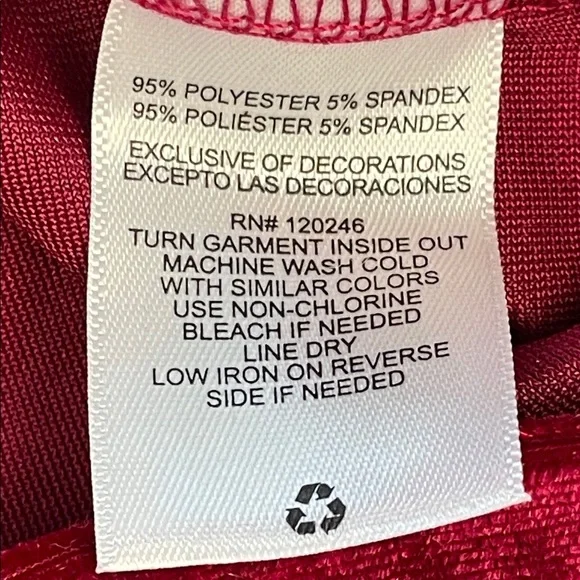 95% POLYESTER 5% SPANDEX
95% POLIÉSTER 5% SPANDEX
EXCLUSIVE OF DECORATIONS
EXCEPTO LAS DECORACIONES
RN# 120246
TURN GARMENT INSIDE OUT
MACHINE WASH COLD
WITH SIMILAR COLORS
USE NON-CHLORINE
BLEACH IF NEEDED
LINE DRY
LOW IRON ON REVERSE
SIDE IF NEEDED